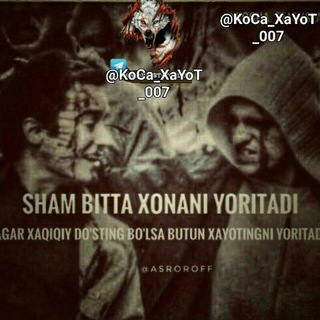 @KoCa_XaYoT
_007
@KoCa_XaYoT
_007
SHAM BITTA XONANI YORITADI
AGAR XAQIQIY DO'STING BO'LSA BUTUN XAYOTINGNI YORITAD
@ASROROFF